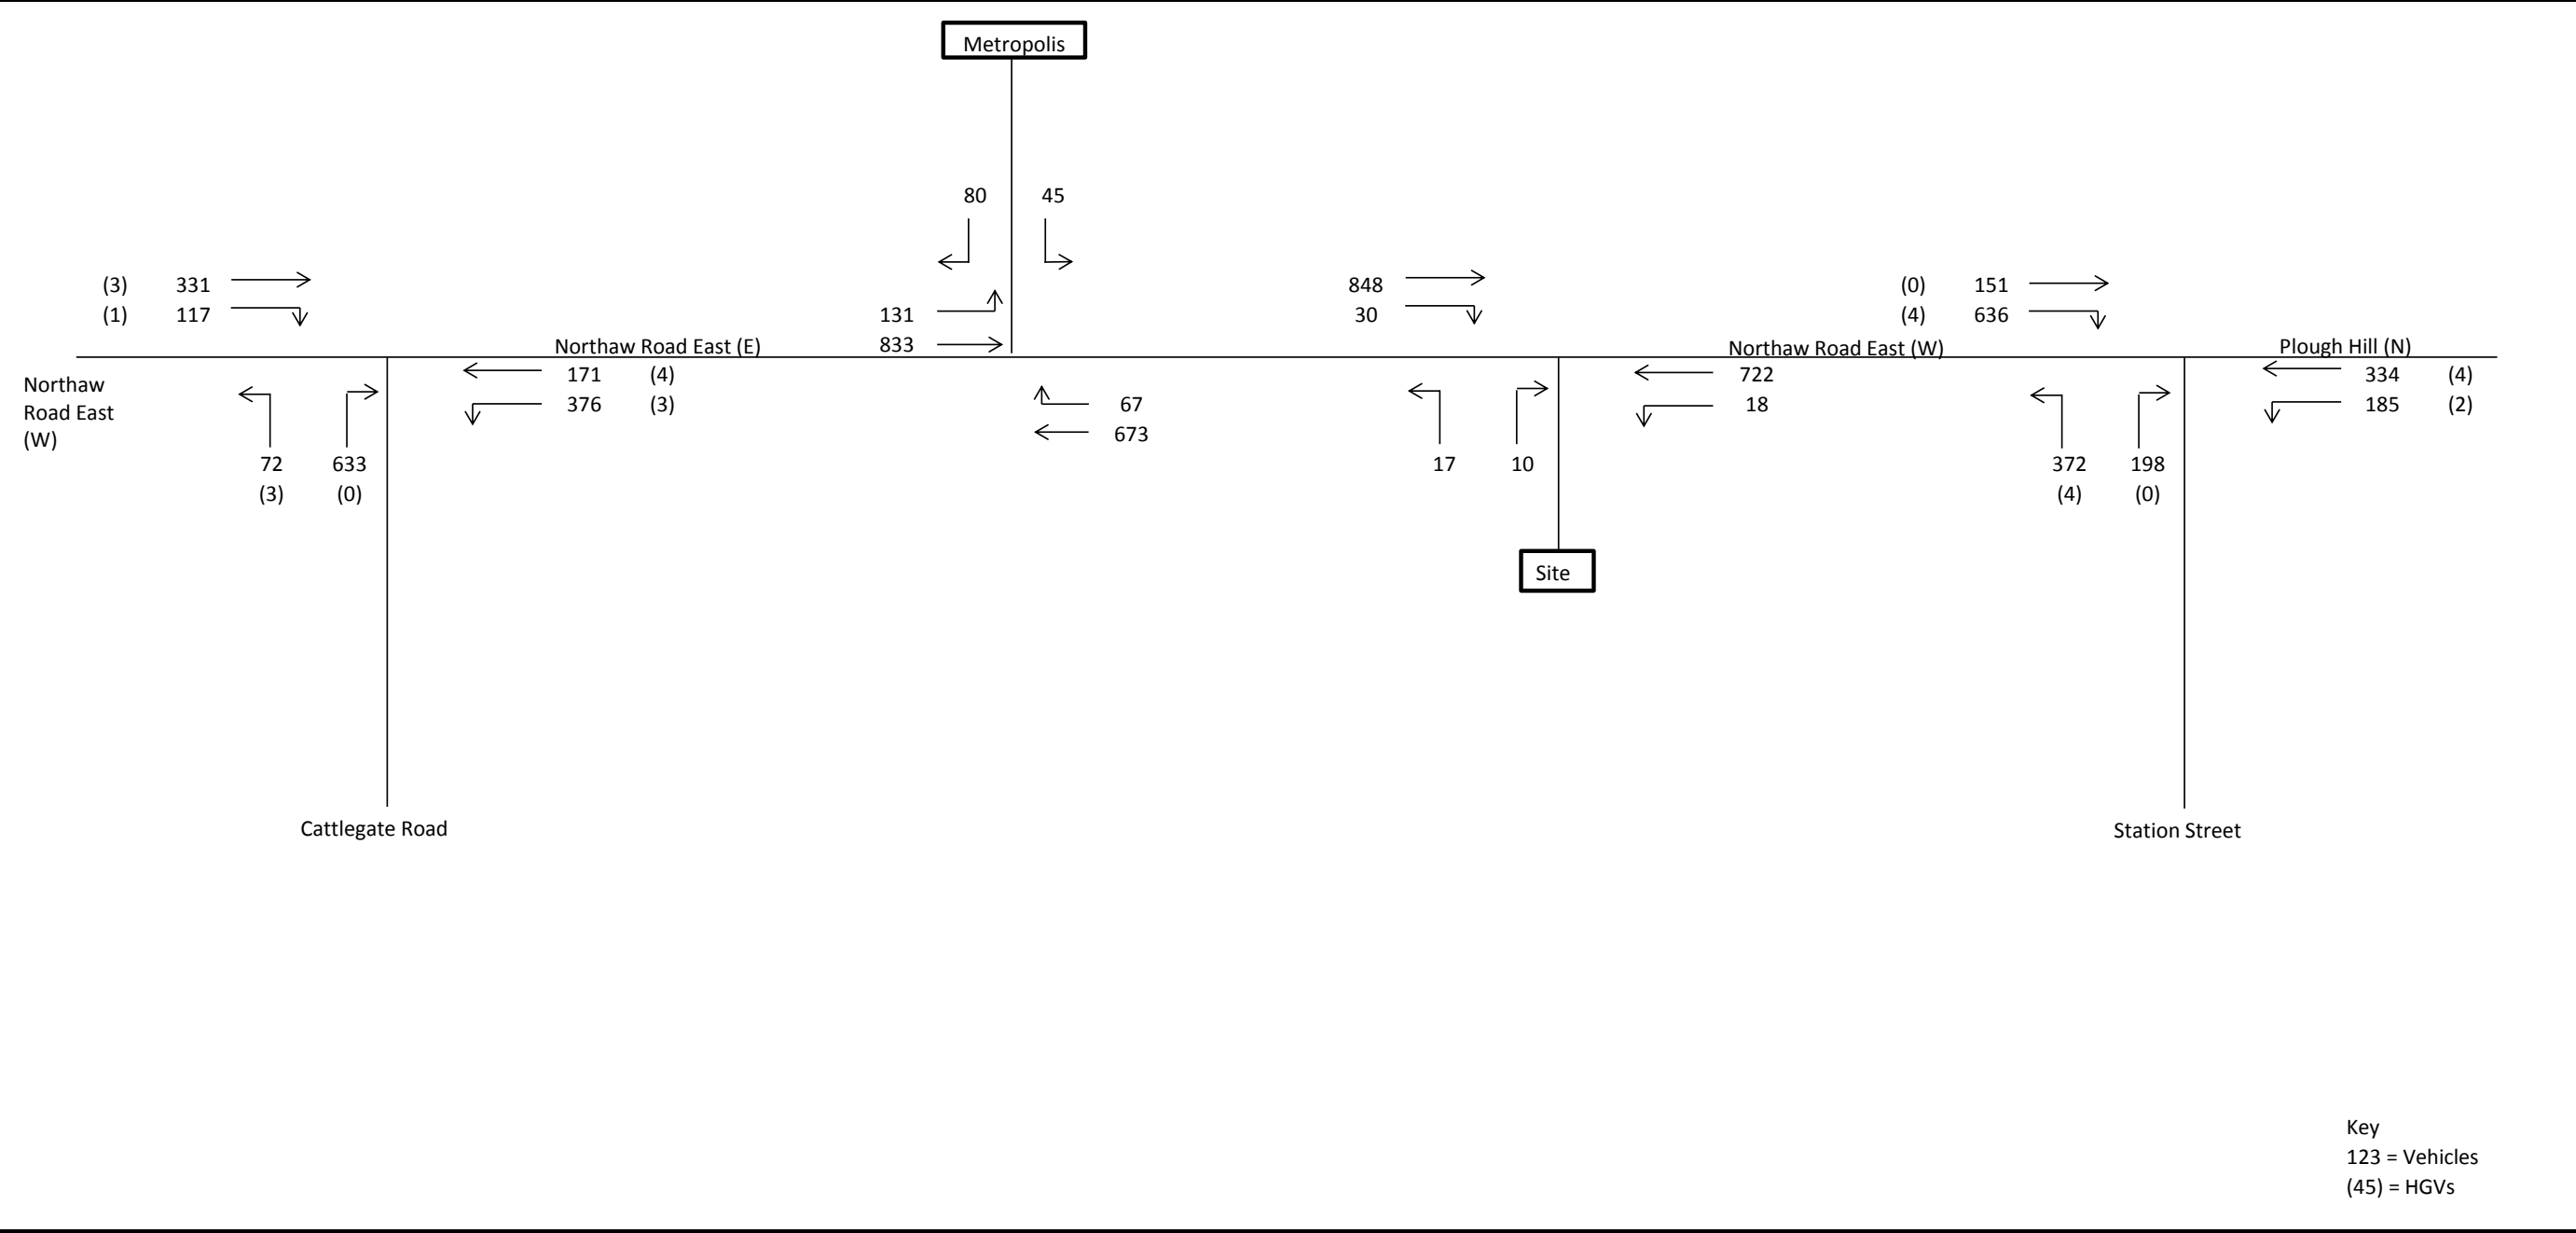 Metropolis
80 45
(3) 331
(1) 117
131
833
848
30
(0) 151
(4) 636
Northaw Road East (E)
Northaw Road East (W)
Plough Hill (N)
Northaw
Road East
(W)
171 (4)
376 (3)
67
673
722
18
334 (4)
185 (2)
72 633
(3) (0)
17 10
372 198
(4) (0)
Site
Cattlegate Road
Station Street
Key
123 = Vehicles
(45) = HGVs